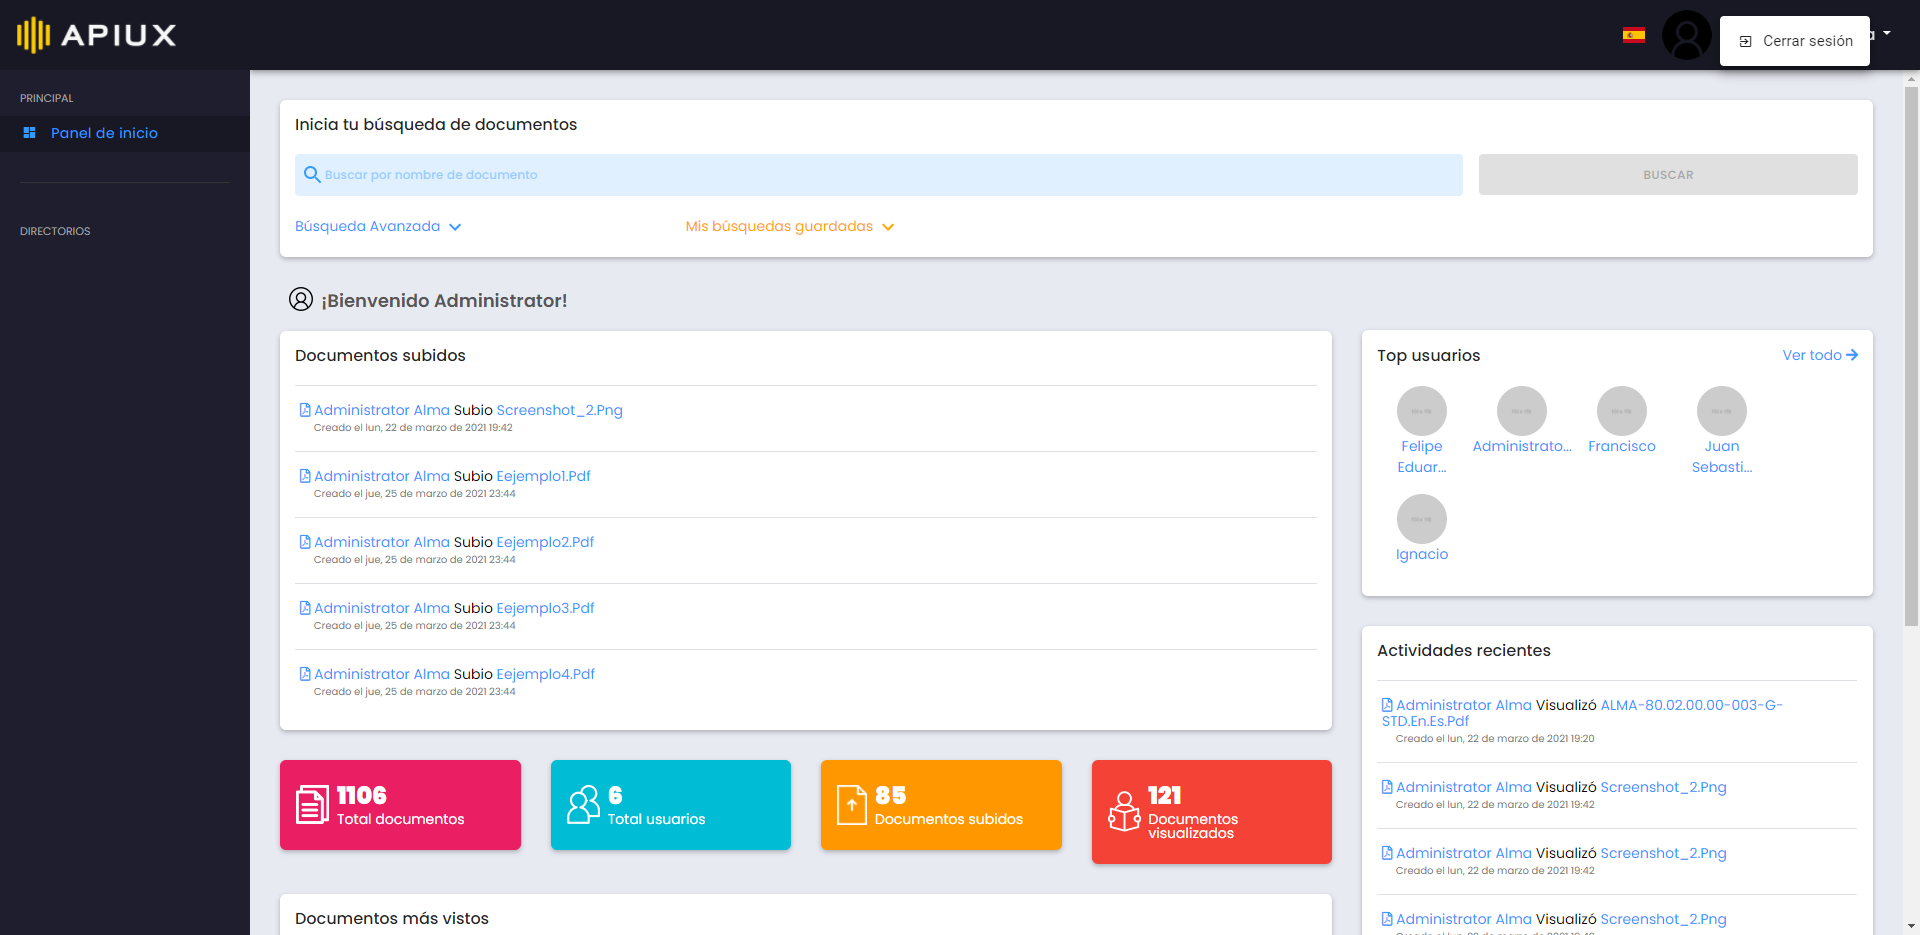 APIUX
Cerrar sesión
PRINCIPAL
Panel de inicio
DIRECTORIOS
Inicia tu búsqueda de documentos
Buscar por nombre de documento
BUSCAR
Búsqueda Avanzada
Mis búsquedas guardadas
¡Bienvenido Administrator!
Documentos subidos
Administrator Alma Subio Screenshot_2.Png
Creado el lun, 22 de marzo de 2021 19:42
Administrator Alma Subio Eejemplo1.Pdf
Creado el jue, 25 de marzo de 2021 23:44
Administrator Alma Subio Eejemplo2.Pdf
Creado el jue, 25 de marzo de 2021 23:44
Administrator Alma Subio Eejemplo3.Pdf
Creado el jue, 25 de marzo de 2021 23:44
Administrator Alma Subio Eejemplo4.Pdf
Creado el jue, 25 de marzo de 2021 23:44
1106
Total documentos
6
Total usuarios
85
Documentos subidos
121
Documentos
visualizados
Documentos más vistos
Top usuarios
Ver todo
Felipe
Eduar...
Administrato...
Francisco
Juan
Sebasti...
Ignacio
Actividades recientes
Administrator Alma Visualizó ALMA-80.02.00.00-003-G-
STD.En.Es.Pdf
Creado el lun, 22 de marzo de 2021 19:20
Administrator Alma Visualizó Screenshot_2.Png
Creado el lun, 22 de marzo de 2021 19:42
Administrator Alma Visualizó Screenshot_2.Png
Creado el lun, 22 de marzo de 2021 19:42
Administrator Alma Visualizó Screenshot_2.Png